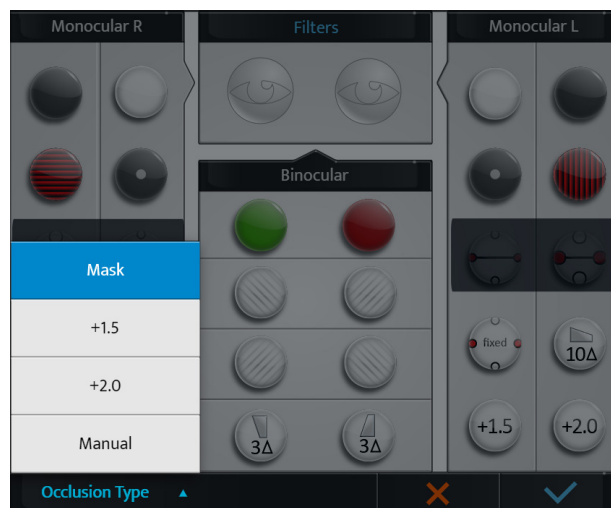 Monocular R
Filters
Monocular L
Binocular
Mask
+1.5
+2.0
Manual
3Δ
3Δ
fixed
10Δ
+1.5
+2.0
Occlusion Type